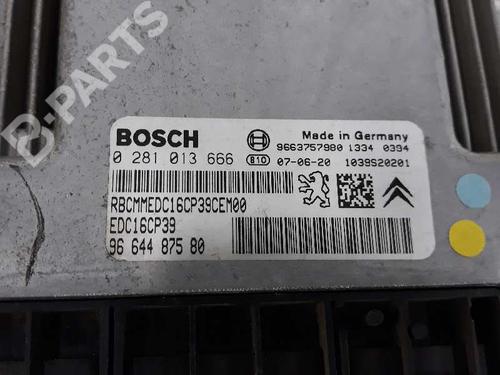 B-PARTS
BOSCH
Made in Germany
9663757980 1334 0394
0 281 013 666 B10 07-06-20 1039S20201
RBCMMEDC16CP39CEM00
EDC16CP39
96 644 875 80